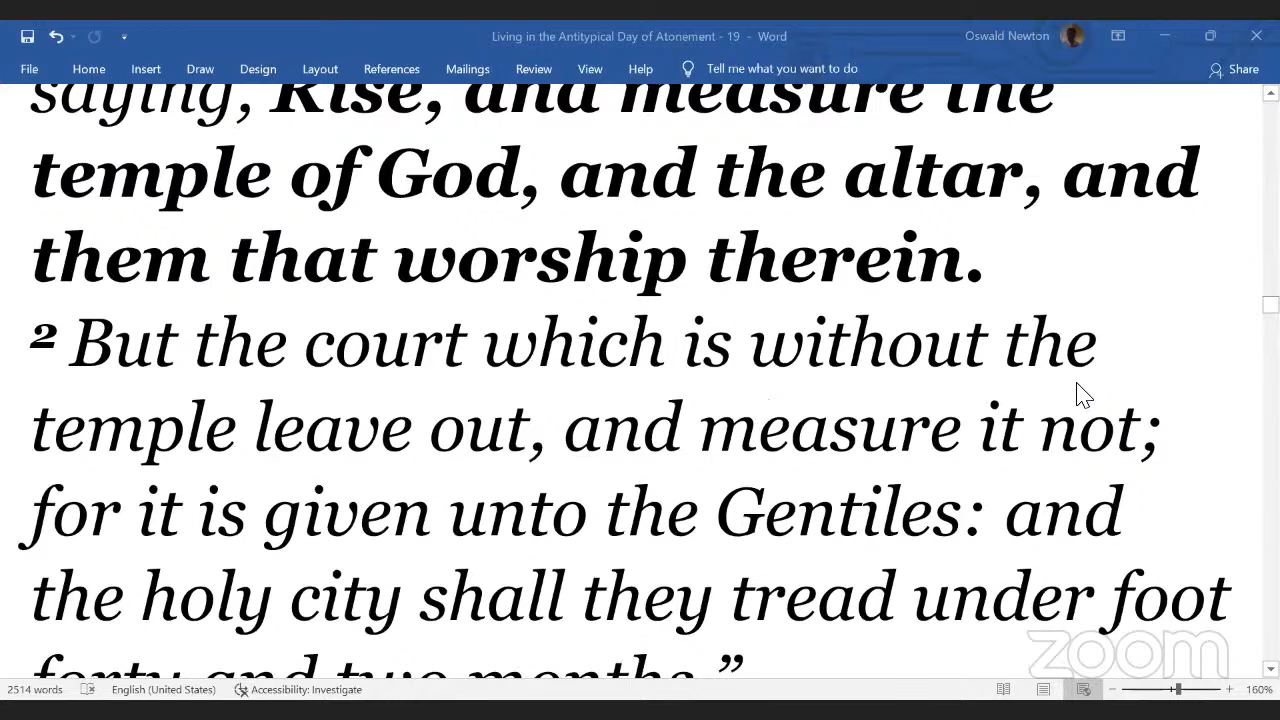 Living in the Antitypical Day of Atonement - 19 - Word
Oswald Newton
File Home Insert Draw Design Layout References Mailings Review View Help Tell me what you want to do Share
saying, Rise, and measure the
temple of God, and the altar, and
them that worship therein.
2 But the court which is without the
temple leave out, and measure it not;
for it is given unto the Gentiles: and
the holy city shall they tread under foot
forty and two months.”
zoom
2514 words English (United States) Accessibility: Investigate 160%